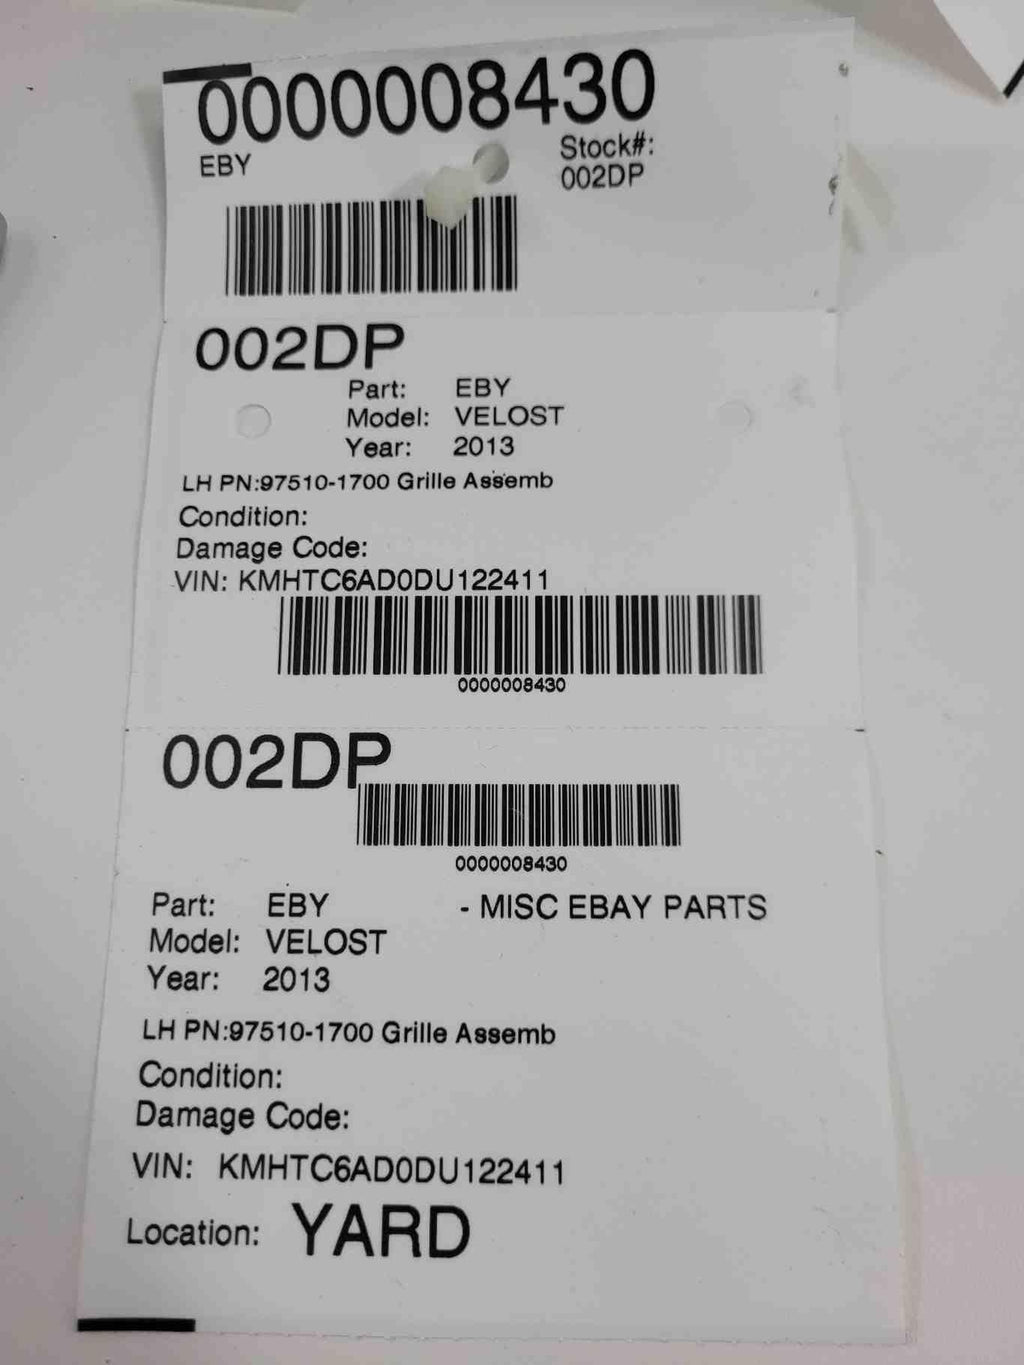 0000008430
EBY
Stock#:
002DP
002DP
Part: EBY
Model: VELOST
Year: 2013
LH PN:97510-1700 Grille Assemb
Condition:
Damage Code:
VIN: KMHTC6AD0DU122411
0000008430
002DP
0000008430
Part: EBY - MISC EBAY PARTS
Model: VELOST
Year: 2013
LH PN:97510-1700 Grille Assemb
Condition:
Damage Code:
VIN: KMHTC6AD0DU122411
Location: YARD